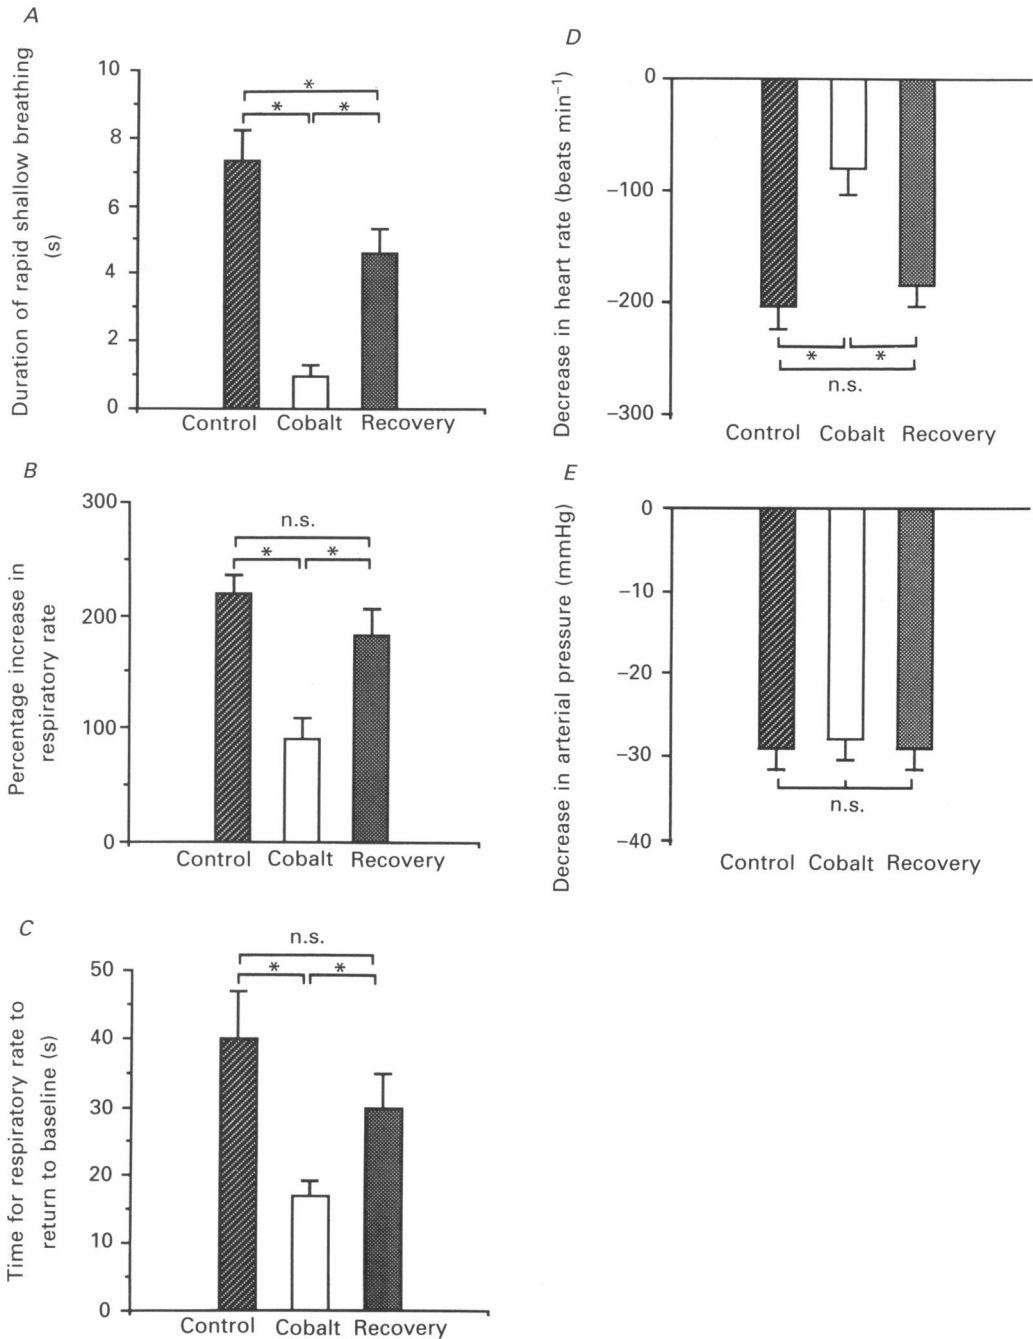 A
Duration of rapid shallow breathing
(s)
10
8
6
4
2
0
*
* *
Control Cobalt Recovery
B
Percentage increase in
respiratory rate
300
200
100
0
n.s.
* *
Control Cobalt Recovery
C
Time for respiratory rate to
return to baseline (s)
50
40
30
20
10
0
n.s.
* *
Control Cobalt Recovery
D
Decrease in heart rate (beats min⁻¹)
0
−100
−200
−300
* *
n.s.
Control Cobalt Recovery
E
Decrease in arterial pressure (mmHg)
0
−10
−20
−30
−40
n.s.
Control Cobalt Recovery